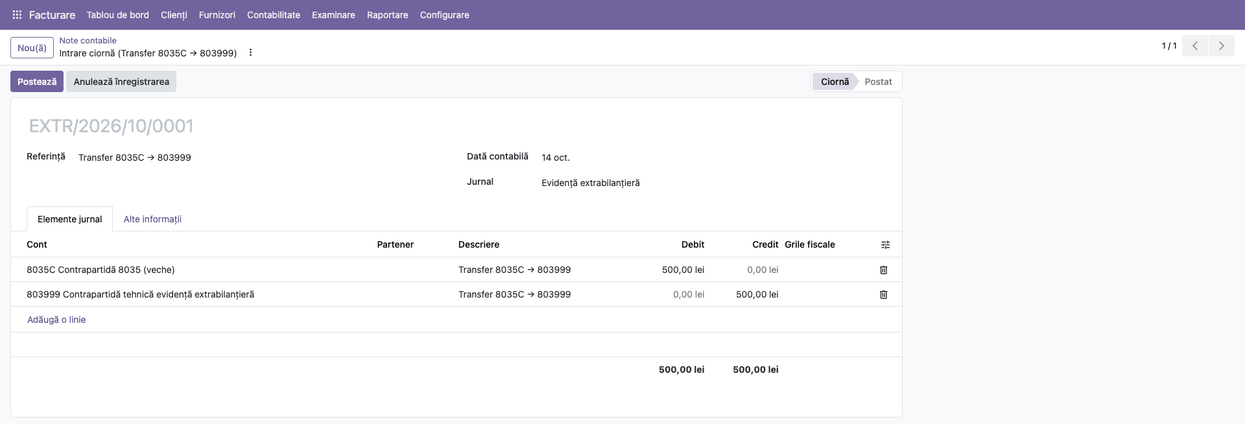 Facturare Tablou de bord Clienți Furnizori Contabilitate Examinare Raportare Configurare
Nou(ă) Note contabile
Intrare ciornă (Transfer 8035C → 803999)
1 / 1
Postează Anulează înregistrarea Ciornă Postat
EXTR/2026/10/0001
Referință Transfer 8035C → 803999 Dată contabilă 14 oct.
Jurnal Evidență extrabilanțieră
Elemente jurnal Alte informații
Cont Partener Descriere Debit Credit Grile fiscale
8035C Contrapartidă 8035 (veche) Transfer 8035C → 803999 500,00 lei 0,00 lei
803999 Contrapartidă tehnică evidență extrabilanțieră Transfer 8035C → 803999 0,00 lei 500,00 lei
Adăugă o linie
500,00 lei 500,00 lei